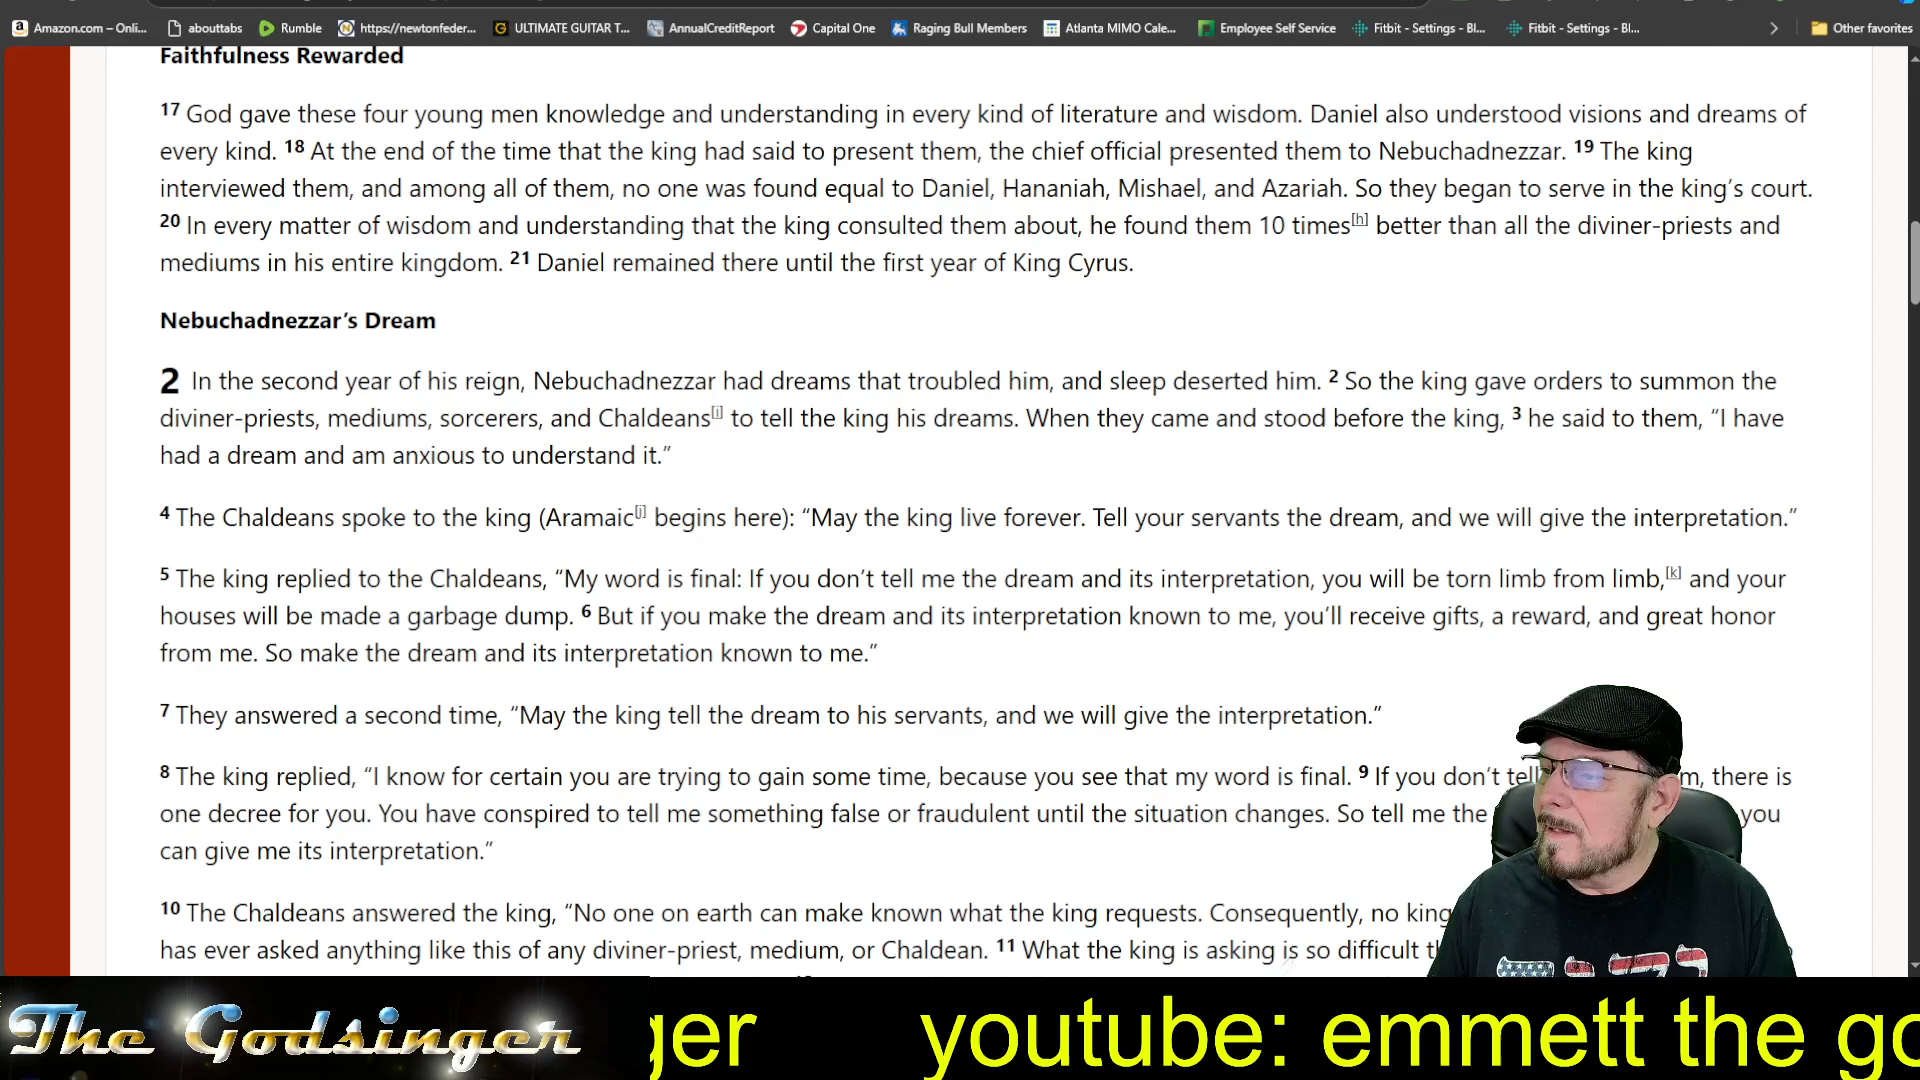 Amazon.com – Onli... abouttabs Rumble https://newtonfeder... ULTIMATE GUITAR T... AnnualCreditReport Capital One Raging Bull Members Atlanta MIMO Cale... Employee Self Service Fitbit - Settings - Bl... Fitbit - Settings - Bl... Other favorites
Faithfulness Rewarded
17 God gave these four young men knowledge and understanding in every kind of literature and wisdom. Daniel also understood visions and dreams of
every kind. 18 At the end of the time that the king had said to present them, the chief official presented them to Nebuchadnezzar. 19 The king
interviewed them, and among all of them, no one was found equal to Daniel, Hananiah, Mishael, and Azariah. So they began to serve in the king’s court.
20 In every matter of wisdom and understanding that the king consulted them about, he found them 10 times[h] better than all the diviner-priests and
mediums in his entire kingdom. 21 Daniel remained there until the first year of King Cyrus.
Nebuchadnezzar’s Dream
2 In the second year of his reign, Nebuchadnezzar had dreams that troubled him, and sleep deserted him. 2 So the king gave orders to summon the
diviner-priests, mediums, sorcerers, and Chaldeans[i] to tell the king his dreams. When they came and stood before the king, 3 he said to them, “I have
had a dream and am anxious to understand it.”
4 The Chaldeans spoke to the king (Aramaic[j] begins here): “May the king live forever. Tell your servants the dream, and we will give the interpretation.”
5 The king replied to the Chaldeans, “My word is final: If you don’t tell me the dream and its interpretation, you will be torn limb from limb,[k] and your
houses will be made a garbage dump. 6 But if you make the dream and its interpretation known to me, you’ll receive gifts, a reward, and great honor
from me. So make the dream and its interpretation known to me.”
7 They answered a second time, “May the king tell the dream to his servants, and we will give the interpretation.”
8 The king replied, “I know for certain you are trying to gain some time, because you see that my word is final. 9 If you don’t tell m, there is
one decree for you. You have conspired to tell me something false or fraudulent until the situation changes. So tell me the you
can give me its interpretation.”
10 The Chaldeans answered the king, “No one on earth can make known what the king requests. Consequently, no king
has ever asked anything like this of any diviner-priest, medium, or Chaldean. 11 What the king is asking is so difficult
The Godsinger ger youtube: emmett the go